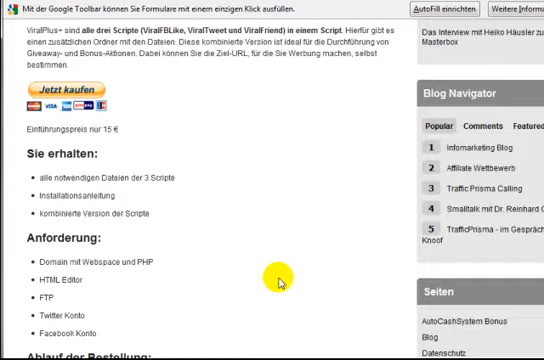 Mit der Google Toolbar können Sie Formulare mit einem einzigen Klick ausfüllen.
AutoFill einrichten
Weitere Informa
ViralPlus+ sind alle drei Scripte (ViralFBLike, ViralTweet und ViralFriend) in einem Script. Hierfür gibt es
einen zusätzlichen Ordner mit den Dateien. Diese kombinierte Version ist ideal für die Durchführung von
Giveaway- und Bonus-Aktionen. Dabei können Sie die Ziel-URL, für die Sie Werbung machen, selbst
bestimmen.
Jetzt kaufen
VISA
Einführungspreis nur 15 €
Sie erhalten:
alle notwendigen Dateien der 3 Scripte
Installationsanleitung
kombinierte Version der Scripte
Anforderung:
Domain mit Webspace und PHP
HTML Editor
FTP
Twitter Konto
Facebook Konto
Ablauf der Bestellung:
Das Interview mit Heiko Häusler zu
Masterbox
Blog Navigator
Popular Comments Featured
1 Infomarketing Blog
2 Affiliate Wettbewerb
3 Traffic Prisma Calling
4 Smalltalk mit Dr. Reinhard
5 TrafficPrisma - im Gespräch
Knoof
Seiten
AutoCashSystem Bonus
Blog
Datenschutz